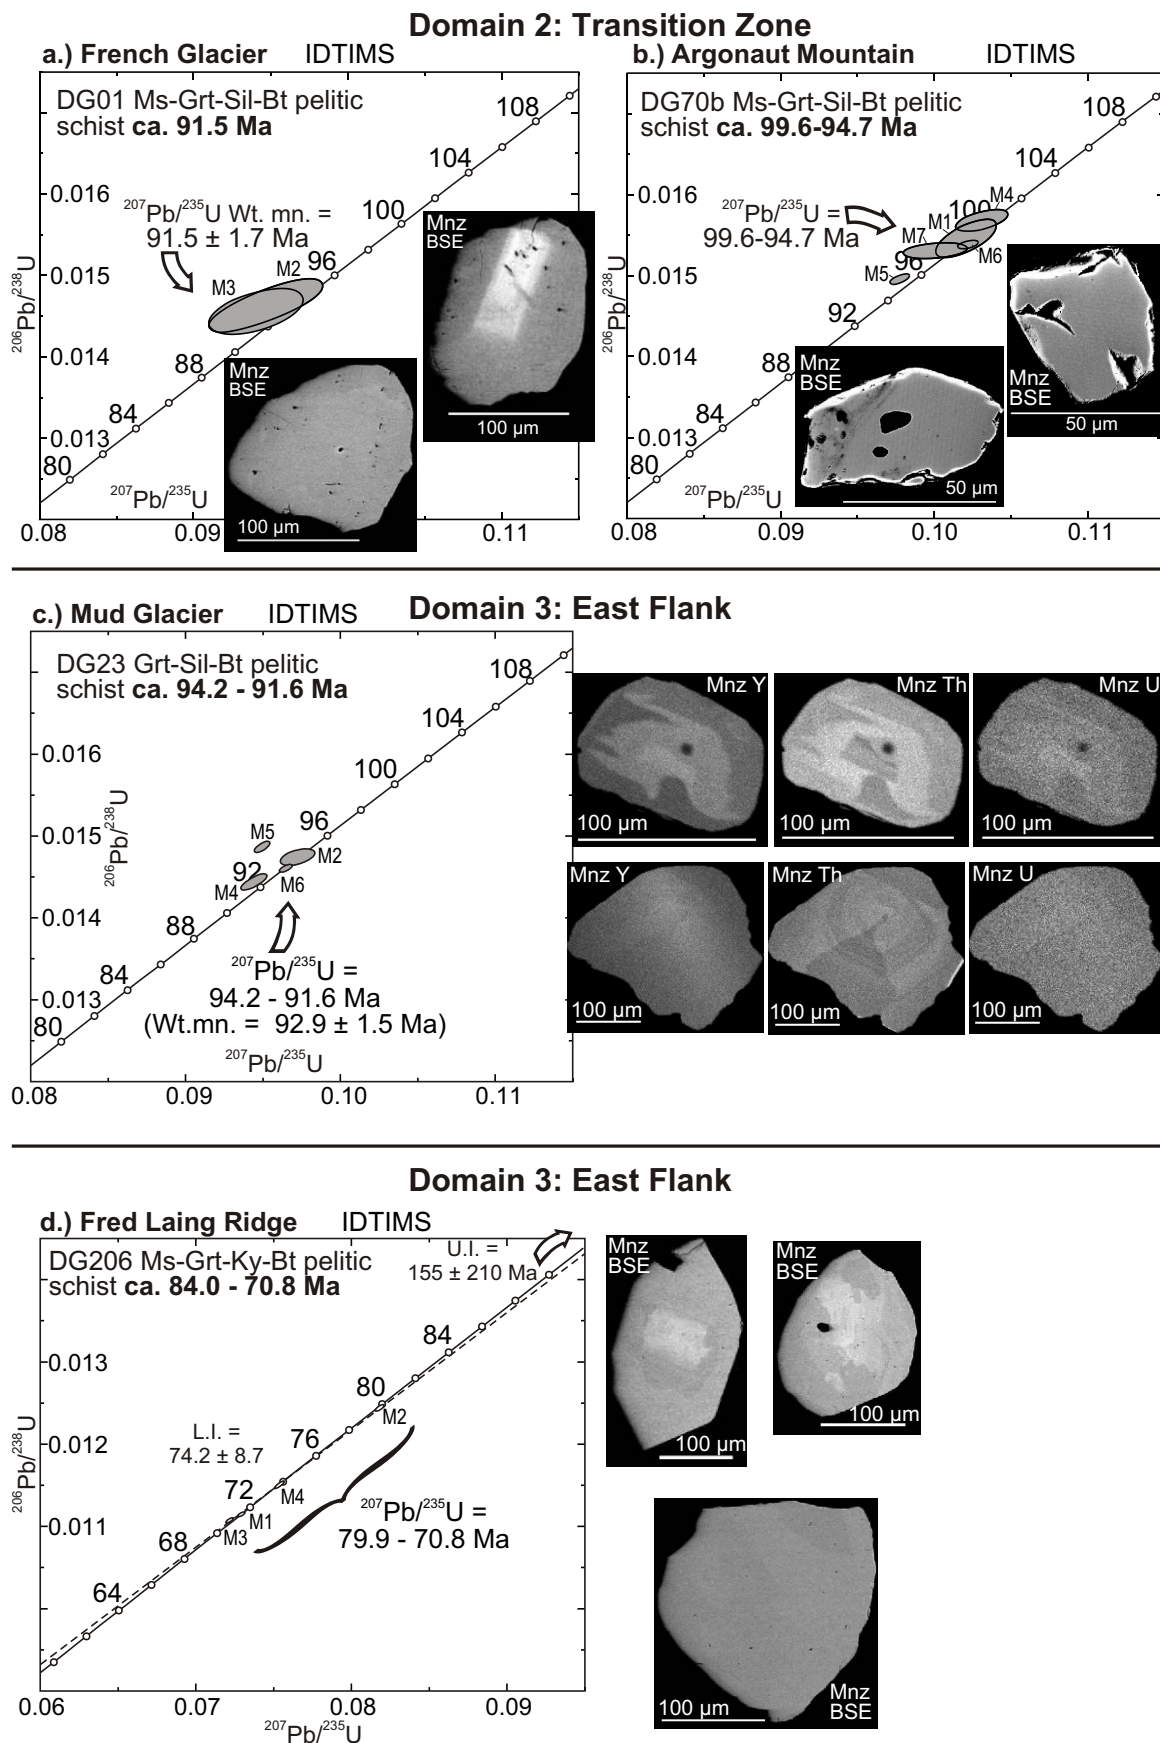 Domain 2: Transition Zone
a.) French Glacier IDTIMS
DG01 Ms-Grt-Sil-Bt pelitic
schist ca. 91.5 Ma
108
104
100
96
88
84
80
0.016
0.015
0.014
0.013
206Pb/238U
207Pb/235U Wt. mn. =
91.5 ± 1.7 Ma
M2
M3
Mnz
BSE
100 µm
Mnz
BSE
100 µm
207Pb/235U
0.08
0.09
0.11
b.) Argonaut Mountain IDTIMS
DG70b Ms-Grt-Sil-Bt pelitic
schist ca. 99.6-94.7 Ma
108
104
100
96
92
88
84
80
0.016
0.015
0.014
0.013
206Pb/238U
207Pb/235U =
99.6-94.7 Ma
M4
M1
M7
M6
M5
Mnz
BSE
50 µm
Mnz
BSE
50 µm
207Pb/235U
0.08
0.09
0.10
0.11
Domain 3: East Flank
c.) Mud Glacier IDTIMS
DG23 Grt-Sil-Bt pelitic
schist ca. 94.2 - 91.6 Ma
108
104
100
96
92
88
84
80
0.016
0.015
0.014
0.013
206Pb/238U
M5
M2
M4
M6
207Pb/235U =
94.2 - 91.6 Ma
(Wt.mn. = 92.9 ± 1.5 Ma)
207Pb/235U
0.08
0.09
0.10
0.11
Mnz Y
100 µm
Mnz Th
100 µm
Mnz U
100 µm
Mnz Y
100 µm
Mnz Th
100 µm
Mnz U
100 µm
Domain 3: East Flank
d.) Fred Laing Ridge IDTIMS
DG206 Ms-Grt-Ky-Bt pelitic
schist ca. 84.0 - 70.8 Ma
U.I. =
155 ± 210 Ma
84
80
76
72
68
64
0.013
0.012
0.011
206Pb/238U
L.I. =
74.2 ± 8.7
M2
M4
M1
M3
207Pb/235U =
79.9 - 70.8 Ma
0.06
0.07
0.08
0.09
207Pb/235U
Mnz
BSE
100 µm
Mnz
BSE
100 µm
100 µm
Mnz
BSE